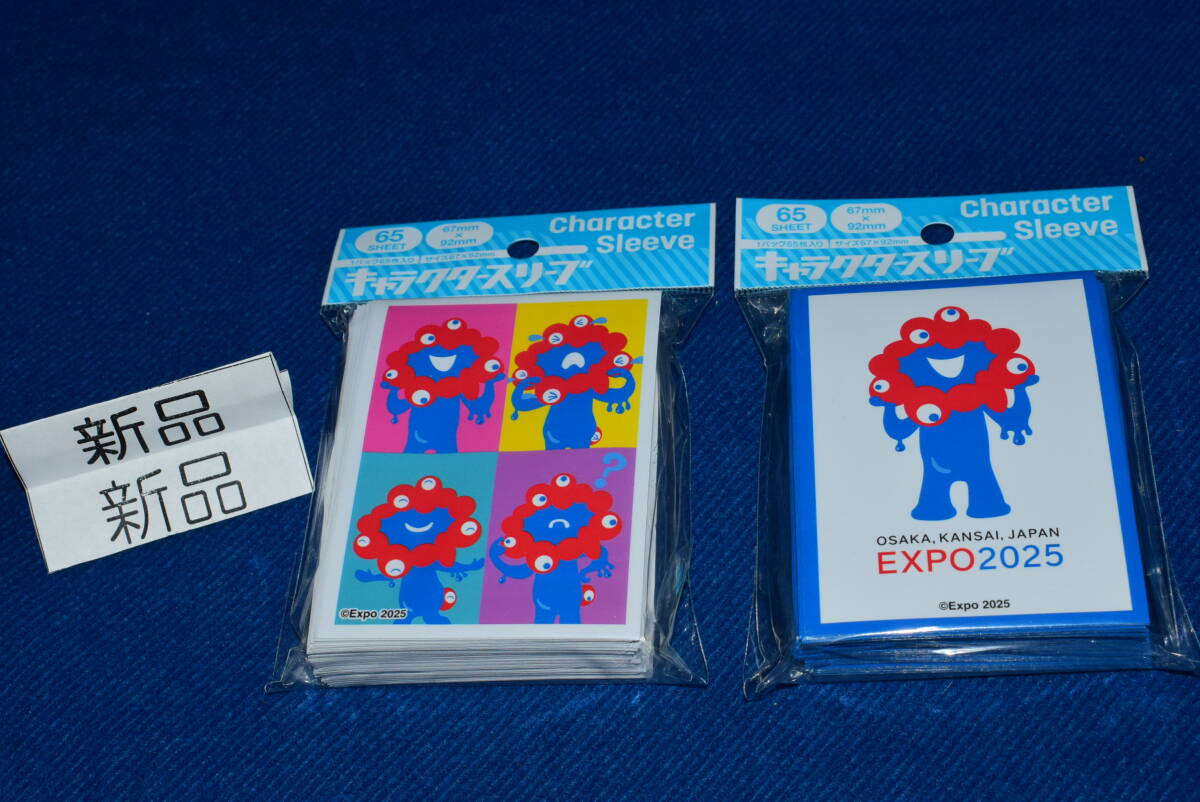 新品
新品
65
SHEET
67mm
×
92mm
Character
Sleeve
1パック65枚入り
サイズ67×92mm
キャラクタースリーブ
?
©Expo 2025
65
SHEET
67mm
×
92mm
Character
Sleeve
1パック65枚入り
サイズ67×92mm
キャラクタースリーブ
OSAKA, KANSAI, JAPAN
EXPO2025
©Expo 2025